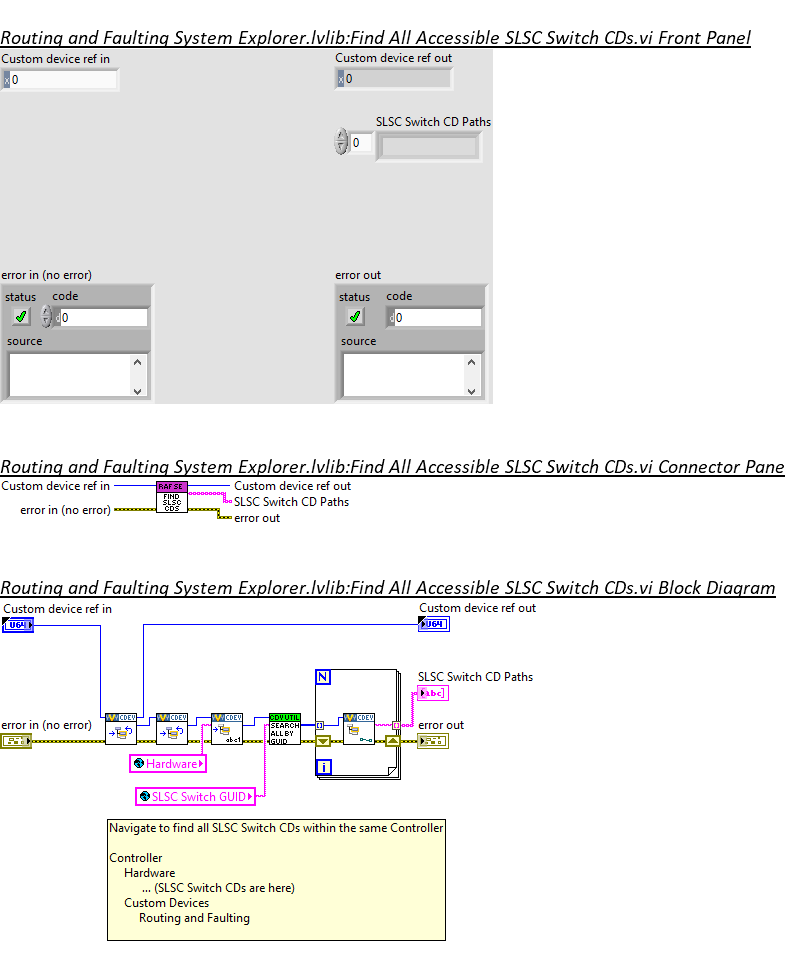 Routing and Faulting System Explorer.lvlib:Find All Accessible SLSC Switch CDs.vi Front Panel
Custom device ref in
x 0
Custom device ref out
x 0
SLSC Switch CD Paths
0
error in (no error)
status code
d 0
source
error out
status code
d 0
source
Routing and Faulting System Explorer.lvlib:Find All Accessible SLSC Switch CDs.vi Connector Pane
Custom device ref in
error in (no error)
RAF SE
FIND
SLSC
CDS
Custom device ref out
SLSC Switch CD Paths
error out
Routing and Faulting System Explorer.lvlib:Find All Accessible SLSC Switch CDs.vi Block Diagram
Custom device ref in
U64
Custom device ref out
U64
N
SLSC Switch CD Paths
abc
error in (no error)
CDEV
CDEV
CDEV
abc1
CDV UTIL
SEARCH
ALL BY
GUID
CDEV
error out
Hardware
i
SLSC Switch GUID
Navigate to find all SLSC Switch CDs within the same Controller
Controller
Hardware
... (SLSC Switch CDs are here)
Custom Devices
Routing and Faulting